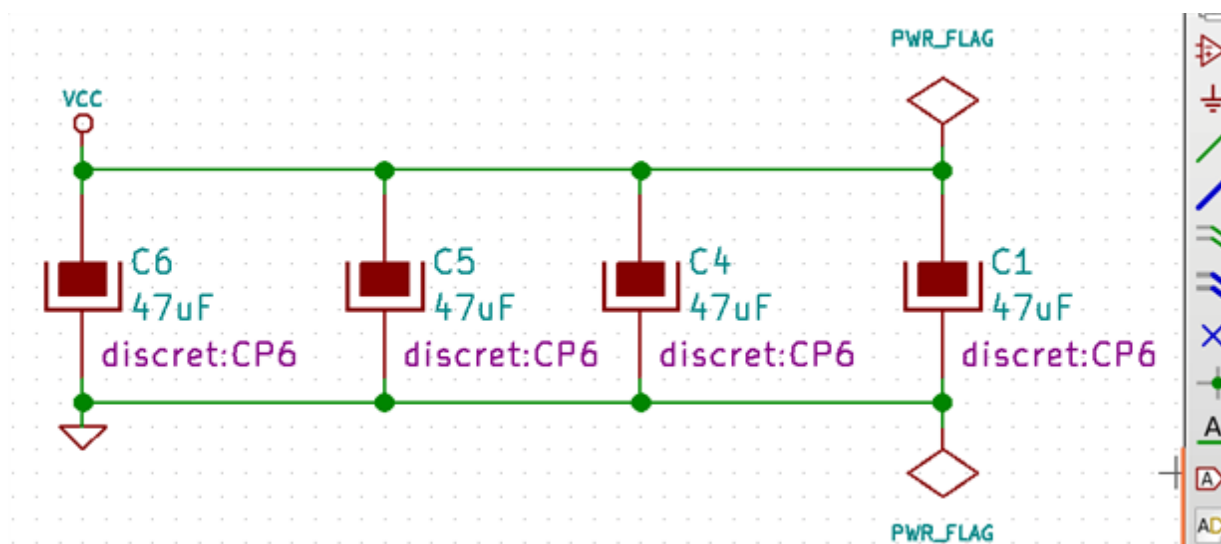 PWR_FLAG
VCC
C6
47uF
discret:CP6
C5
47uF
discret:CP6
C4
47uF
discret:CP6
C1
47uF
discret:CP6
PWR_FLAG
A
A
AD